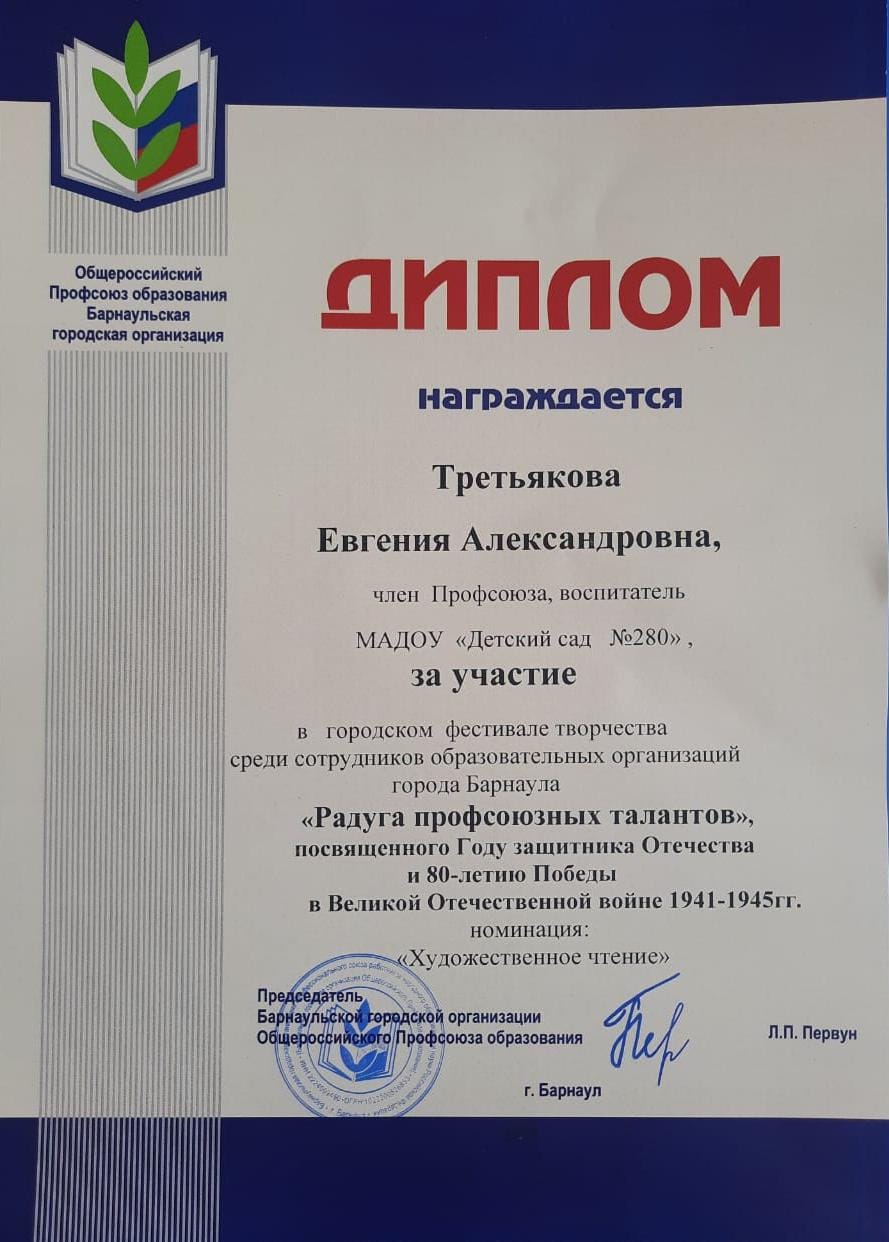 Общероссийский
Профсоюз образования
Барнаульская
городская организация
ДИПЛОМ
награждается
Третьякова
Евгения Александровна,
член Профсоюза, воспитатель
МАДОУ «Детский сад №280» ,
за участие
в городском фестивале творчества
среди сотрудников образовательных организаций
города Барнаула
«Радуга профсоюзных талантов»,
посвященного Году защитника Отечества
и 80-летию Победы
в Великой Отечественной войне 1941-1945гг.
номинация:
«Художественное чтение»
Председатель
Барнаульской городской организации
Общероссийского Профсоюза образования
Л.П. Первун
г. Барнаул